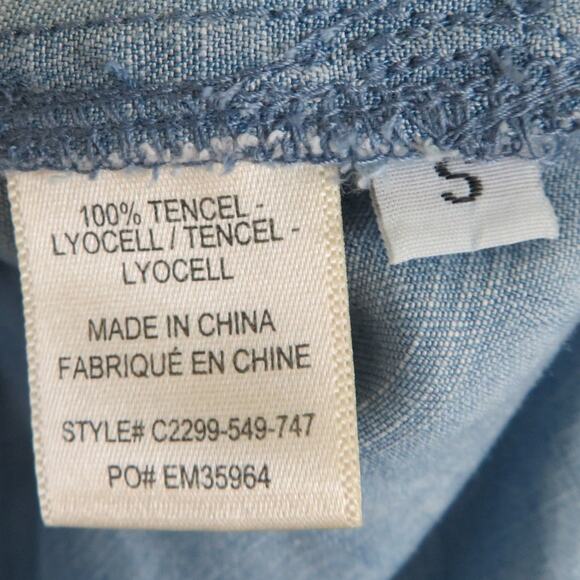 100% TENCEL -
LYOCELL / TENCEL -
LYOCELL
MADE IN CHINA
FABRIQUÉ EN CHINE
STYLE# C2299-549-747
PO# EM35964
S